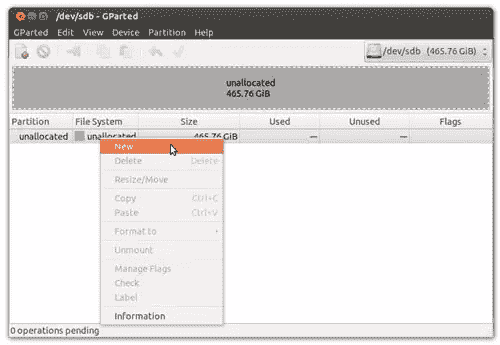 /dev/sdb - GParted
GParted Edit View Device Partition Help
/dev/sdb (465.76 GiB)
unallocated
465.76 GiB
Partition File System Size Used Unused Flags
unallocated unallocated 465.76 GiB — — 
New
Delete Delete
Resize/Move
Copy Ctrl+C
Paste Ctrl+V
Format to
Unmount
Manage Flags
Check
Label
Information
0 operations pending